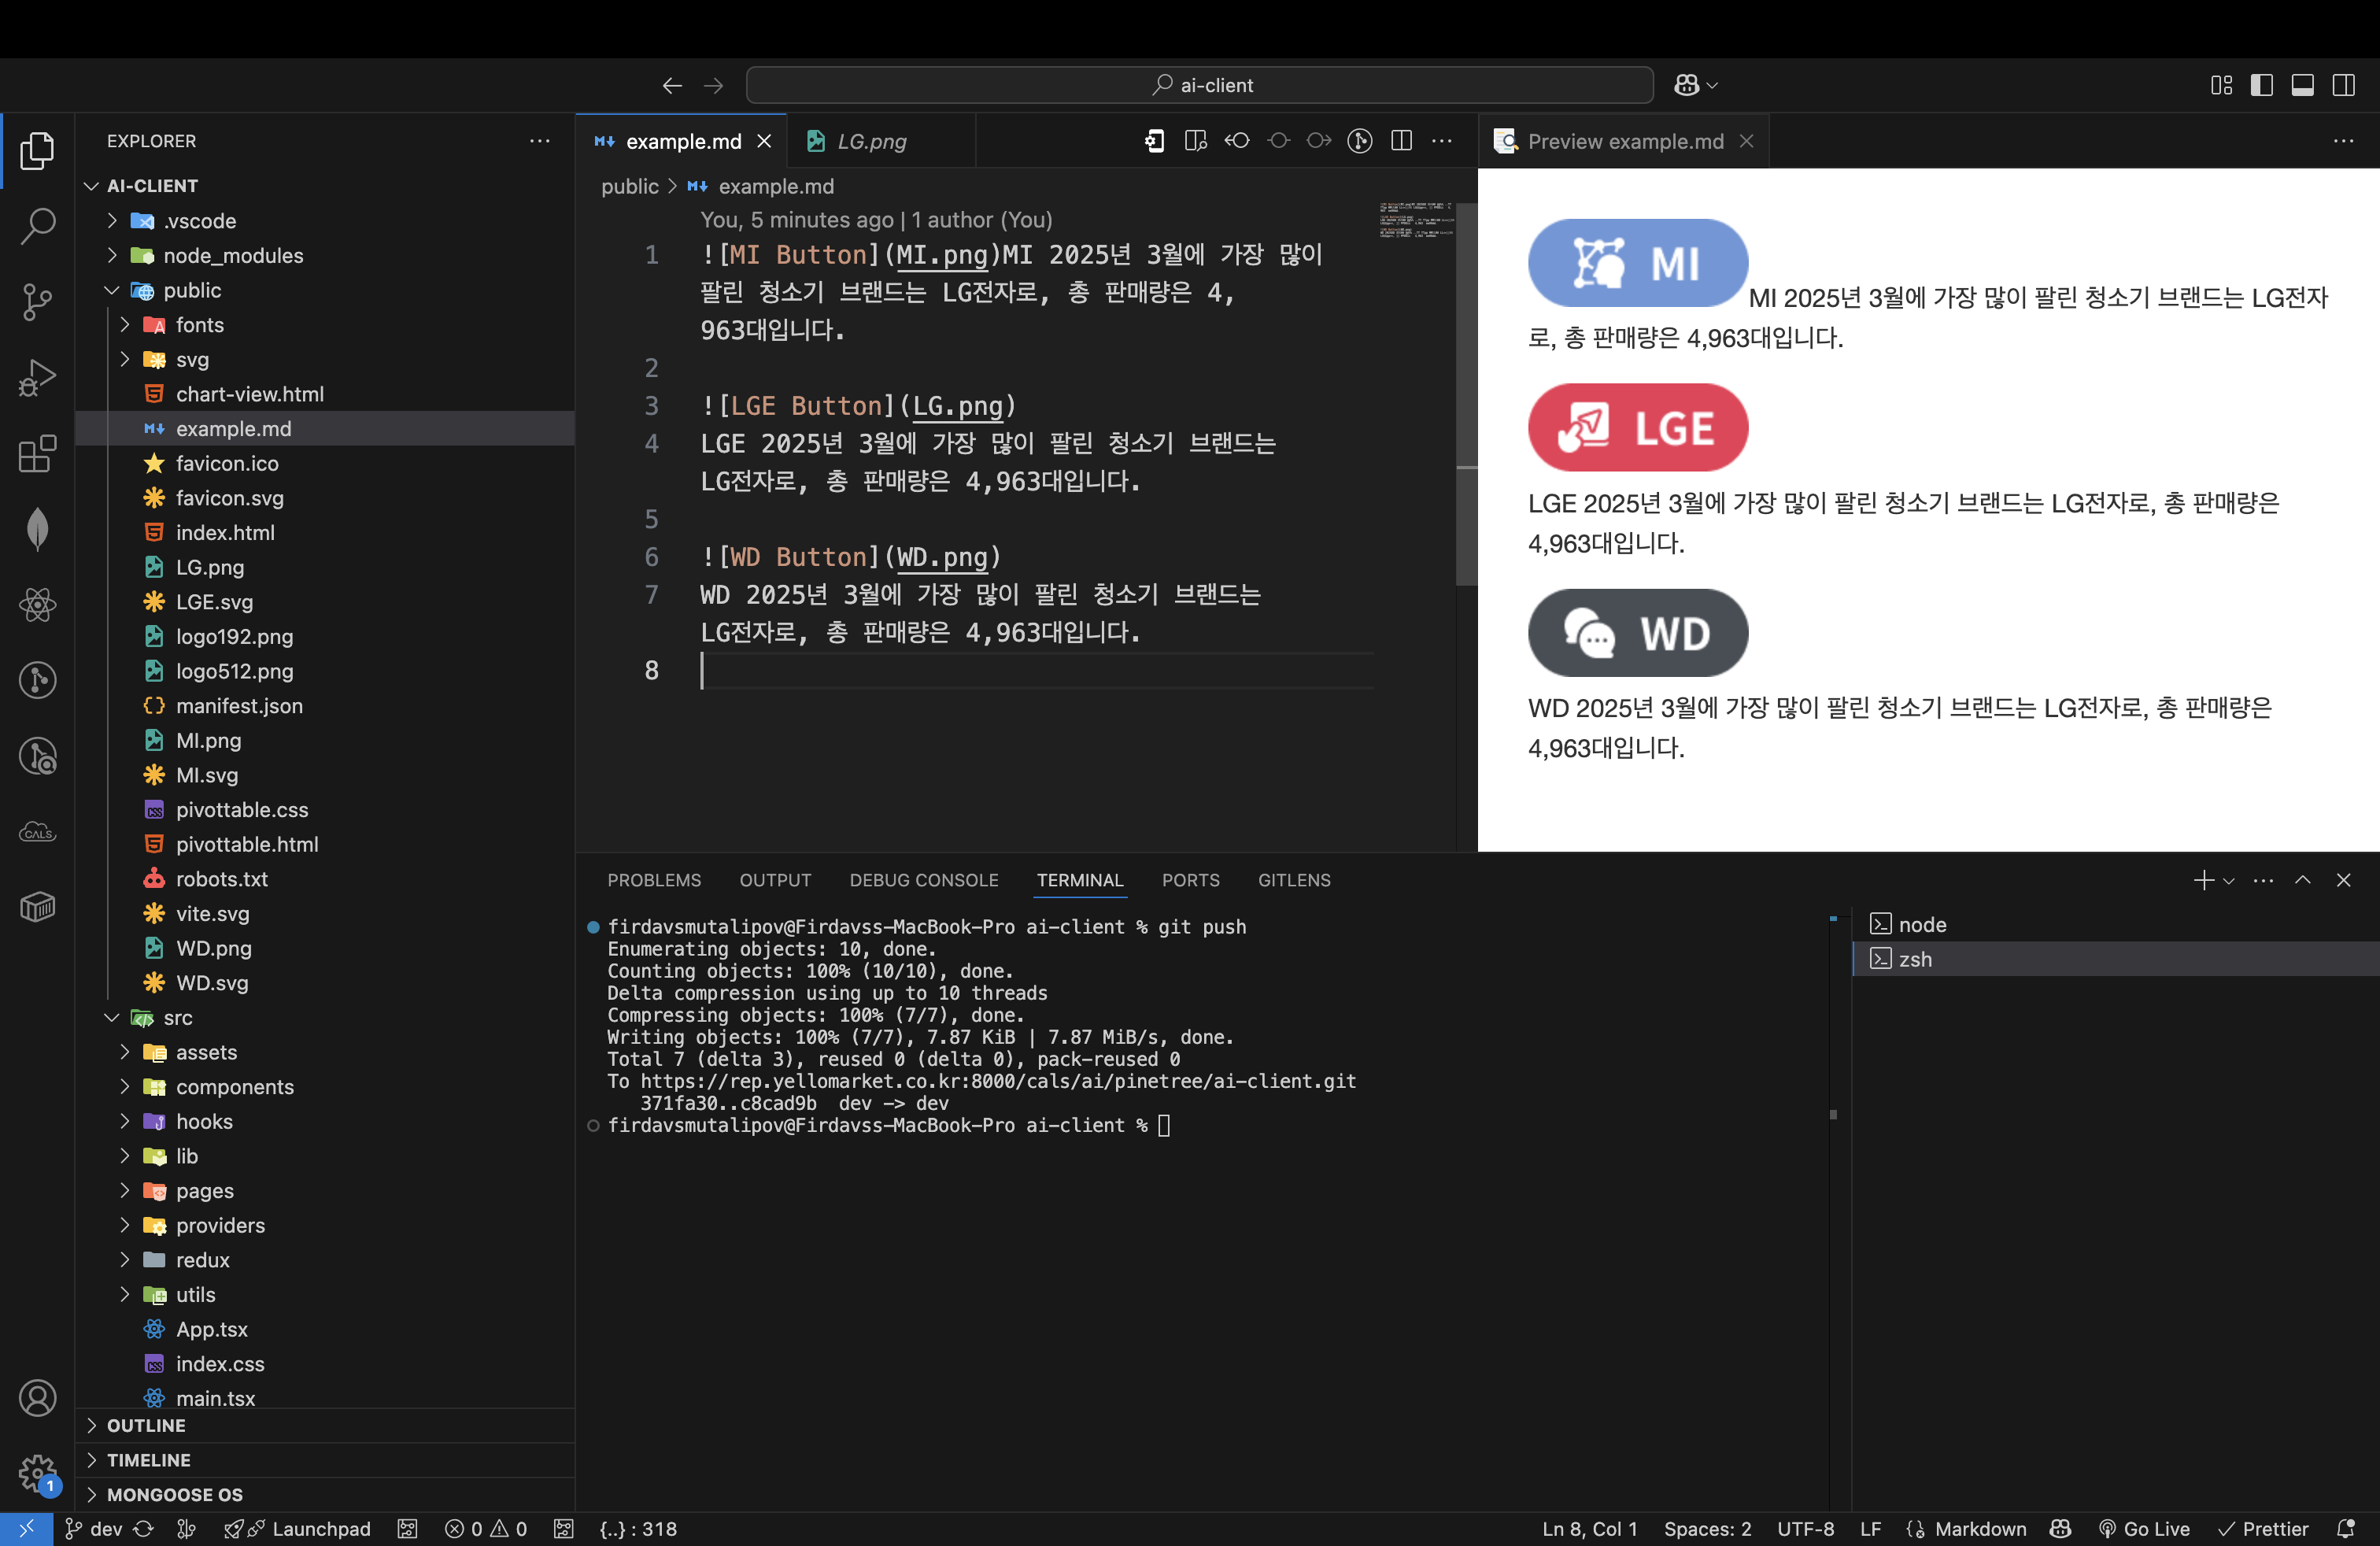 ai-client
EXPLORER
AI-CLIENT
.vscode
node_modules
public
fonts
svg
chart-view.html
example.md
favicon.ico
favicon.svg
index.html
LG.png
LGE.svg
logo192.png
logo512.png
manifest.json
MI.png
MI.svg
pivottable.css
pivottable.html
robots.txt
vite.svg
WD.png
WD.svg
src
assets
components
hooks
lib
pages
providers
redux
utils
App.tsx
index.css
main.tsx
OUTLINE
TIMELINE
MONGOOSE OS
CALS
1
example.md
LG.png
public > example.md
You, 5 minutes ago | 1 author (You)
1 ![MI Button](MI.png)MI 2025년 3월에 가장 많이
팔린 청소기 브랜드는 LG전자로, 총 판매량은 4,
963대입니다.
2
3 ![LGE Button](LG.png)
4 LGE 2025년 3월에 가장 많이 팔린 청소기 브랜드는
LG전자로, 총 판매량은 4,963대입니다.
5
6 ![WD Button](WD.png)
7 WD 2025년 3월에 가장 많이 팔린 청소기 브랜드는
LG전자로, 총 판매량은 4,963대입니다.
8
Preview example.md
MI
MI 2025년 3월에 가장 많이 팔린 청소기 브랜드는 LG전자
로, 총 판매량은 4,963대입니다.
LGE
LGE 2025년 3월에 가장 많이 팔린 청소기 브랜드는 LG전자로, 총 판매량은
4,963대입니다.
WD
WD 2025년 3월에 가장 많이 팔린 청소기 브랜드는 LG전자로, 총 판매량은
4,963대입니다.
PROBLEMS OUTPUT DEBUG CONSOLE TERMINAL PORTS GITLENS
firdavsmutalipov@Firdavss-MacBook-Pro ai-client % git push
Enumerating objects: 10, done.
Counting objects: 100% (10/10), done.
Delta compression using up to 10 threads
Compressing objects: 100% (7/7), done.
Writing objects: 100% (7/7), 7.87 KiB | 7.87 MiB/s, done.
Total 7 (delta 3), reused 0 (delta 0), pack-reused 0
To https://rep.yellomarket.co.kr:8000/cals/ai/pinetree/ai-client.git
371fa30..c8cad9b  dev -> dev
firdavsmutalipov@Firdavss-MacBook-Pro ai-client %
node
zsh
dev Launchpad 0 0 {..} : 318 Ln 8, Col 1 Spaces: 2 UTF-8 LF Markdown Go Live Prettier